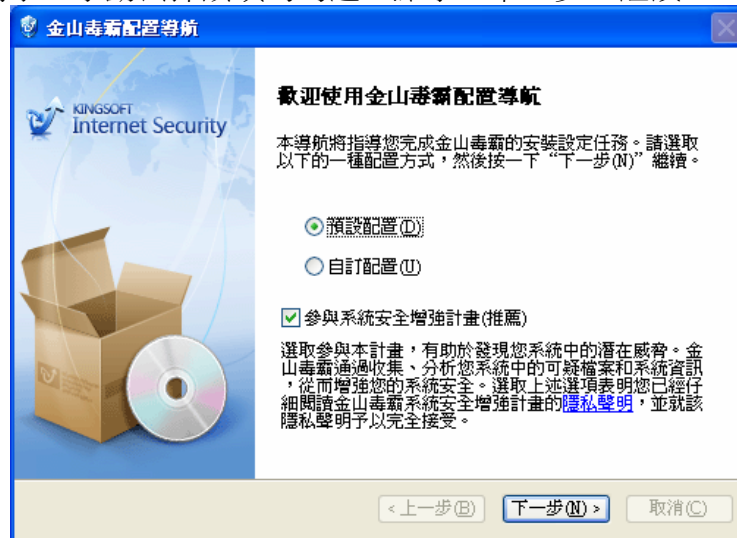 金山毒霸配置導航
KINGSOFT
Internet Security
歡迎使用金山毒霸配置導航
本導航將指導您完成金山毒霸的安裝設定任務。請選取
以下的一種配置方式，然後按一下“下一步(N)”繼續。
預設配置(D)
自訂配置(U)
參與系統安全增強計畫(推薦)
選取參與本計畫，有助於發現您系統中的潛在威脅。金
山毒霸通過收集、分析您系統中的可疑檔案和系統資訊
，從而增強您的系統安全。選取上述選項表明您已經仔
細閱讀金山毒霸系統安全增強計畫的隱私聲明，並就該
隱私聲明予以完全接受。
<上一步(B) 下一步(N)> 取消(C)